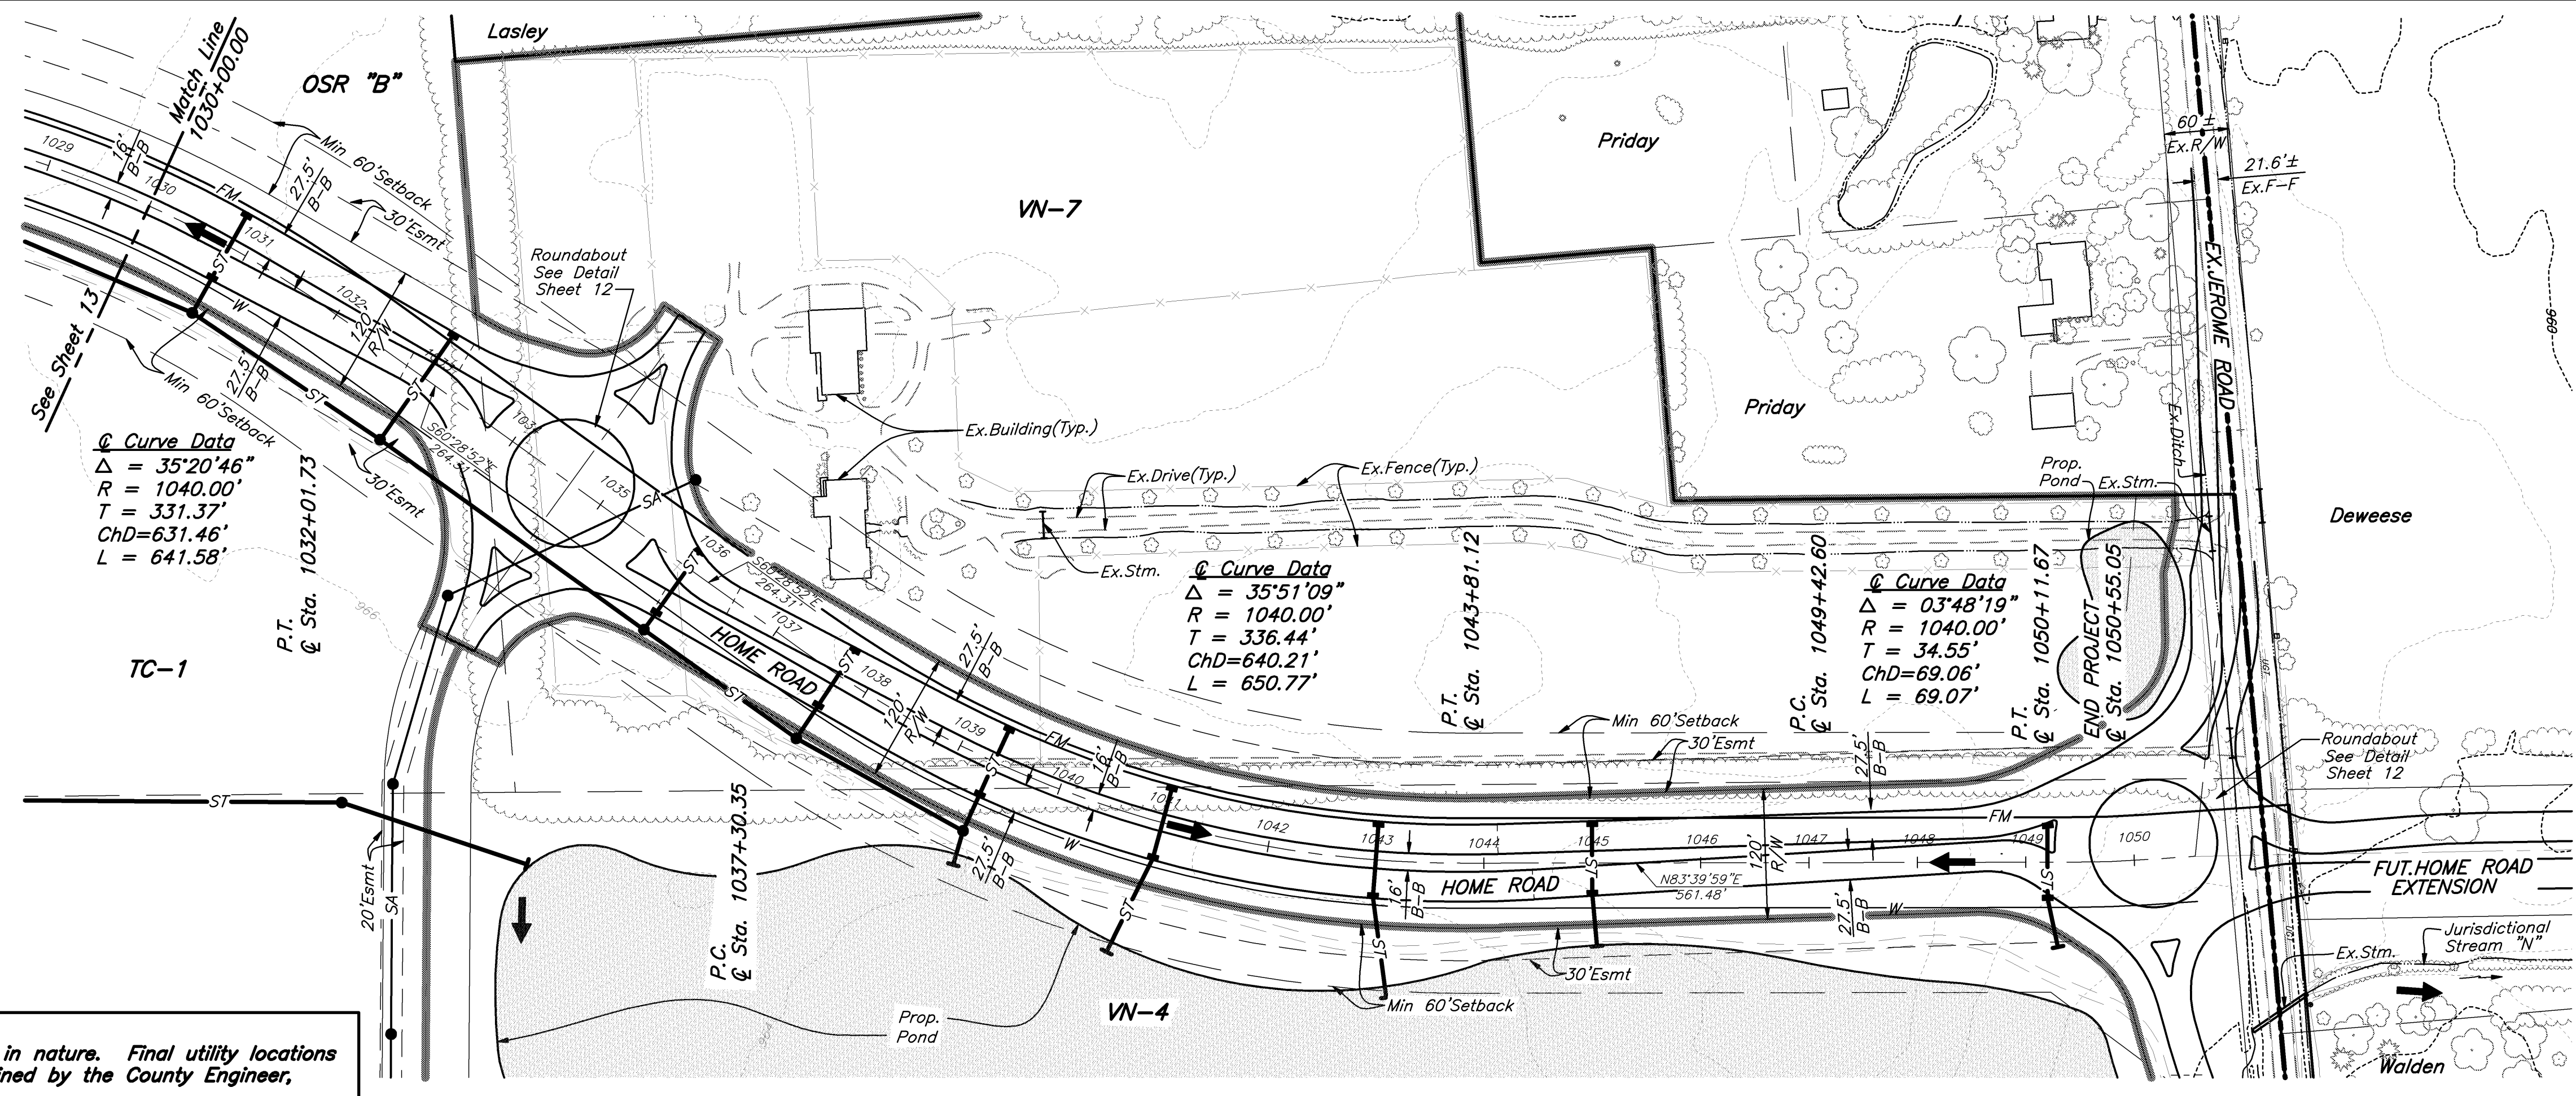 Lasley
Match Line
1030+00.00
OSR "B"
Min 60'Setback
30'Esmt
1029
1030
16'
B-B
FM
27.5'
B-B
1031
ST
1032
120'
R/W
W
27.5'
B-B
See Sheet 13
Min 60'Setback
30'Esmt
ST
ST
S60°28'52"E
264.31'
Roundabout
See Detail
Sheet 12
1035
SA
VN-7
Priday
Priday
60'±
Ex.R/W
21.6'±
Ex.F-F
EX.JEROME ROAD
960
Ex.Ditch
Prop.
Pond
Ex.Stm.
Deweese
Ex.Building(Typ.)
Ex.Drive(Typ.)
Ex.Fence(Typ.)
Ex.Stm.
℄ Curve Data
Δ = 35°20'46"
R = 1040.00'
T = 331.37'
ChD=631.46'
L = 641.58'
P.T.
℄ Sta. 1032+01.73
966
TC-1
1036
ST
S60°28'52"E
264.31'
1037
HOME ROAD
ST
ST
1038
27.5'
B-B
120'
R/W
1039
FM
ST
1040
16'
B-B
1041
℄ Curve Data
Δ = 35°51'09"
R = 1040.00'
T = 336.44'
ChD=640.21'
L = 650.77'
P.T.
℄ Sta. 1043+81.12
P.C.
℄ Sta. 1049+42.60
℄ Curve Data
Δ = 03°48'19"
R = 1040.00'
T = 34.55'
ChD=69.06'
L = 69.07'
P.T.
℄ Sta. 1050+11.67
END PROJECT
℄ Sta. 1050+55.05
Min 60'Setback
30'Esmt
27.5'
B-B
Roundabout
See Detail
Sheet 12
ST
20'Esmt
SA
P.C.
℄ Sta. 1037+30.35
27.5'
B-B
W
ST
1042
1043
1044
1045
1046
1047
1048
1049
1050
FM
16'
B-B
HOME ROAD
ST
ST
N83°39'59"E
561.48'
120'
R/W
27.5'
B-B
W
ST
FUT.HOME ROAD
EXTENSION
Jurisdictional
Stream "N"
Ex.Stm.
30'Esmt
Min 60'Setback
Prop.
Pond
964
VN-4
Walden
in nature. Final utility locations
ined by the County Engineer,